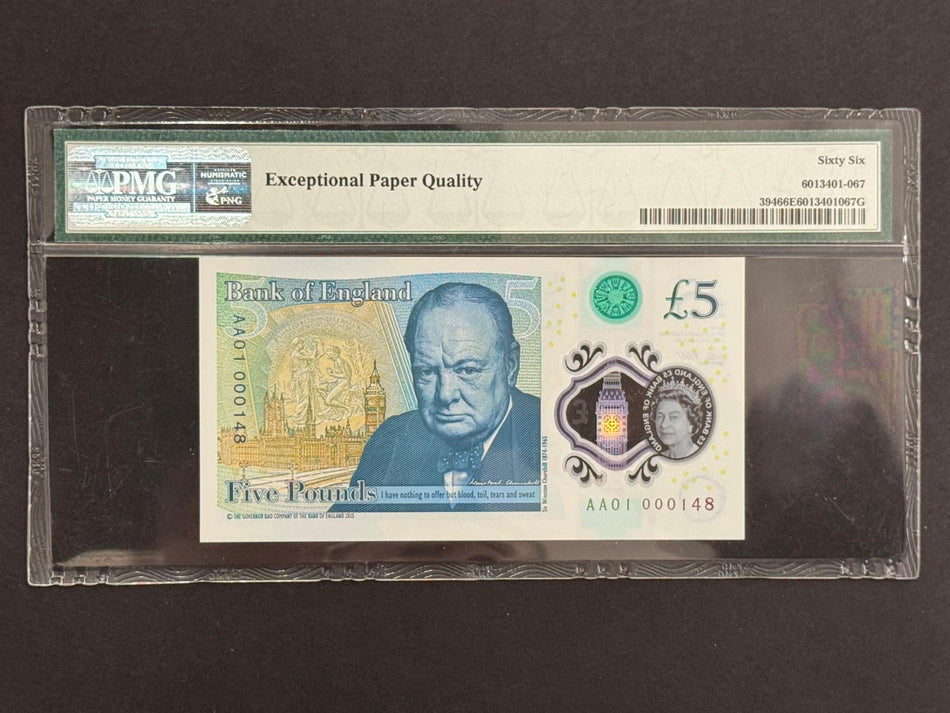 PMG
PAPER MONEY GUARANTY
NUMISMATIC
PNG
Exceptional Paper Quality
Sixty Six
6013401-067
39466E6013401067G
Bank of England
5
£5
AA01 000148
Five Pounds
I have nothing to offer but blood, toil, tears and sweat
Sir Winston Churchill 1874-1965
© THE GOVERNOR AND COMPANY OF THE BANK OF ENGLAND 2015
AA01 000148